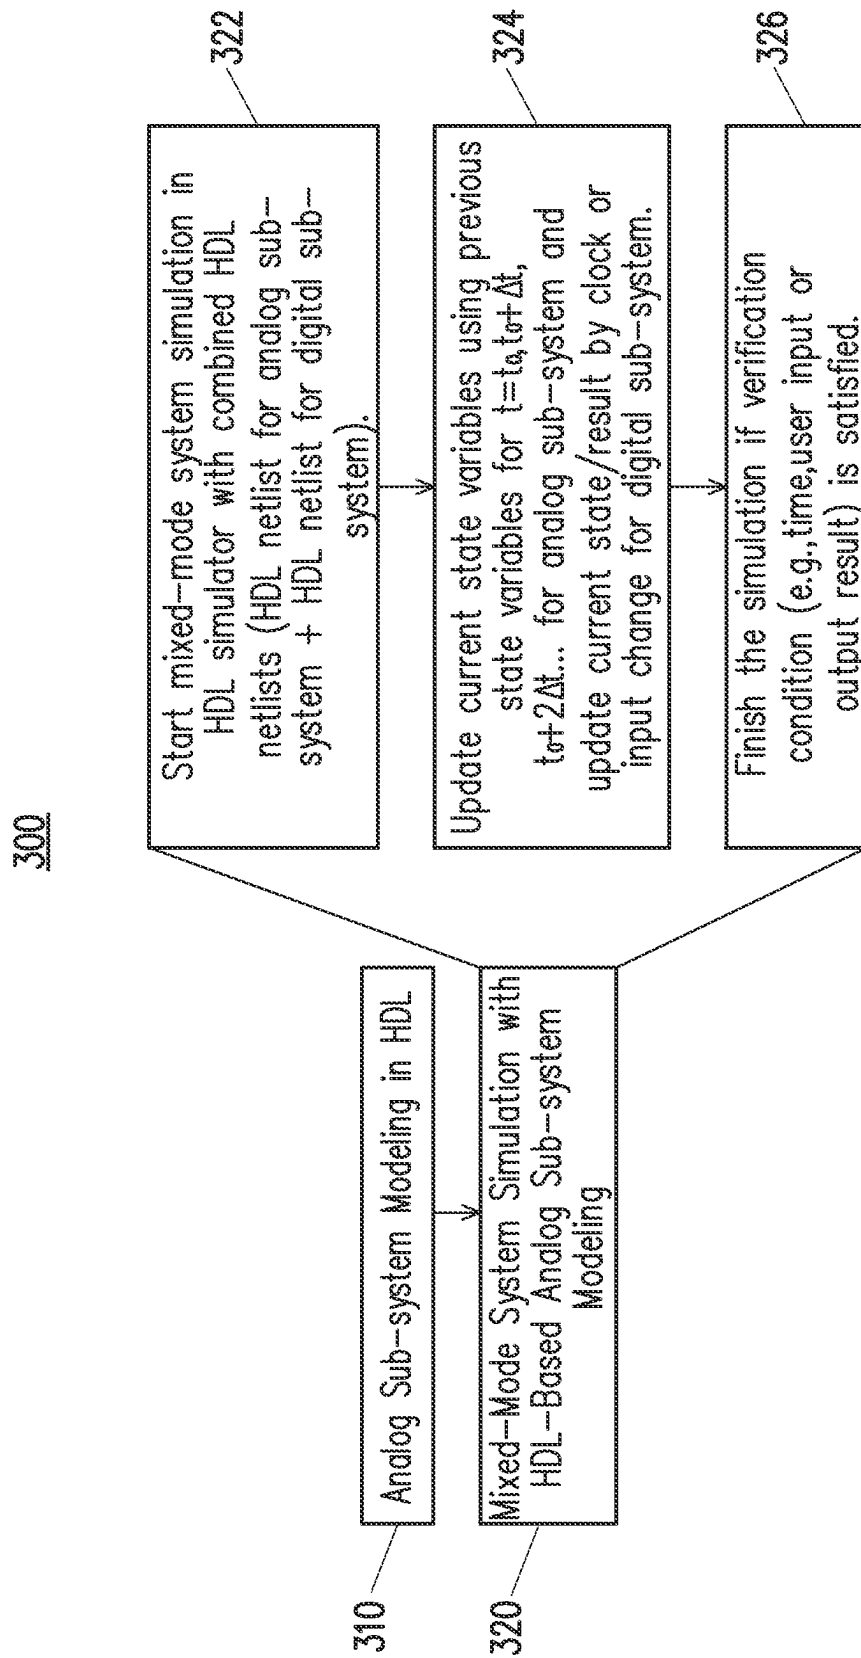 300
310
Analog Sub-system Modeling in HDL
320
Mixed-Mode System Simulation with
HDL-Based Analog Sub-system
Modeling
322
Start mixed-mode system simulation in
HDL simulator with combined HDL
netlists (HDL netlist for analog sub-
system + HDL netlist for digital sub-
system).
324
Update current state variables using previous
state variables for t=t₀,t₀+Δt,
t₀+2Δt... for analog sub-system and
update current state/result by clock or
input change for digital sub-system.
326
Finish the simulation if verification
condition (e.g.,time,user input or
output result) is satisfied.